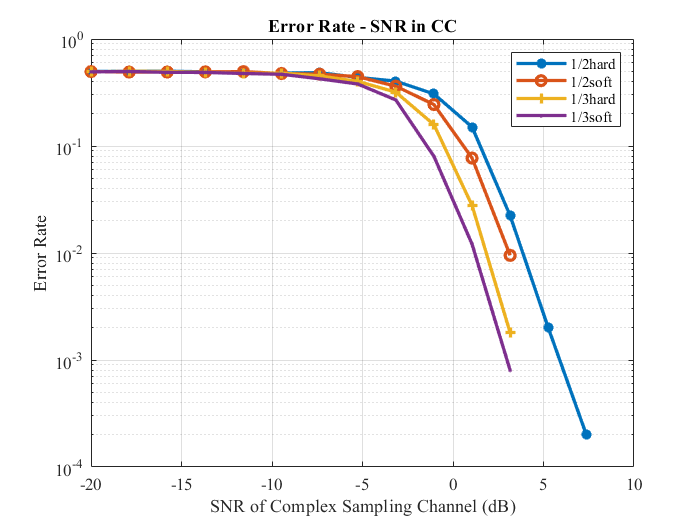 Error Rate - SNR in CC
10^0
10^-1
10^-2
10^-3
10^-4
Error Rate
1/2hard
1/2soft
1/3hard
1/3soft
-20 -15 -10 -5 0 5 10
SNR of Complex Sampling Channel (dB)